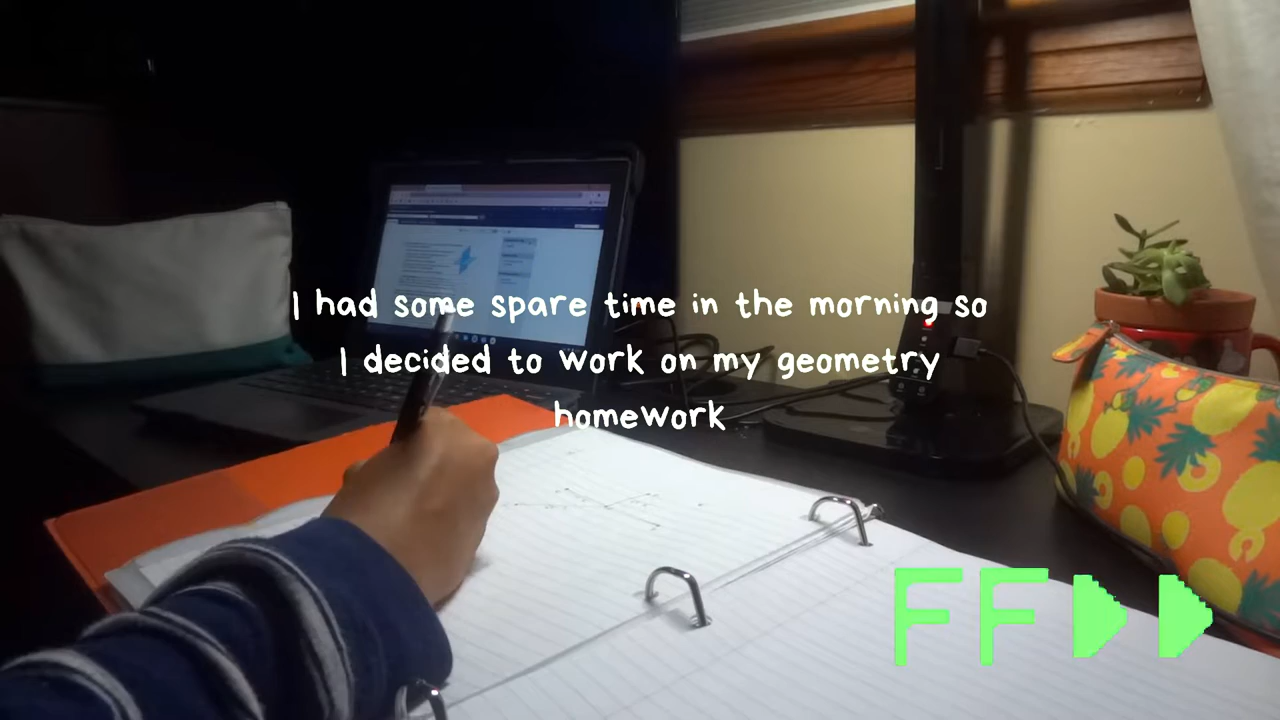 I had some spare time in the morning so
I decided to work on my geometry
homework
FF